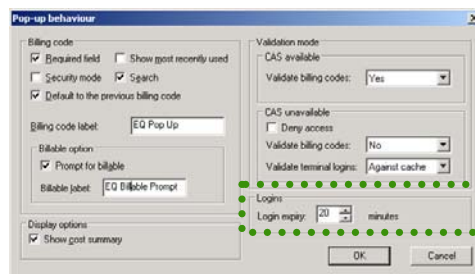 Pop-up behaviour
Billing code
Required field
Show most recently used
Security mode
Search
Default to the previous billing code
Billing code label:
EQ Pop Up
Billable option
Prompt for billable
Billable label:
EQ Billable Prompt
Display options
Show cost summary
Validation mode
CAS available
Validate billing codes:
Yes
CAS unavailable
Deny access
Validate billing codes:
No
Validate terminal logins:
Against cache
Logins
Login expiry:
20
minutes
OK
Cancel